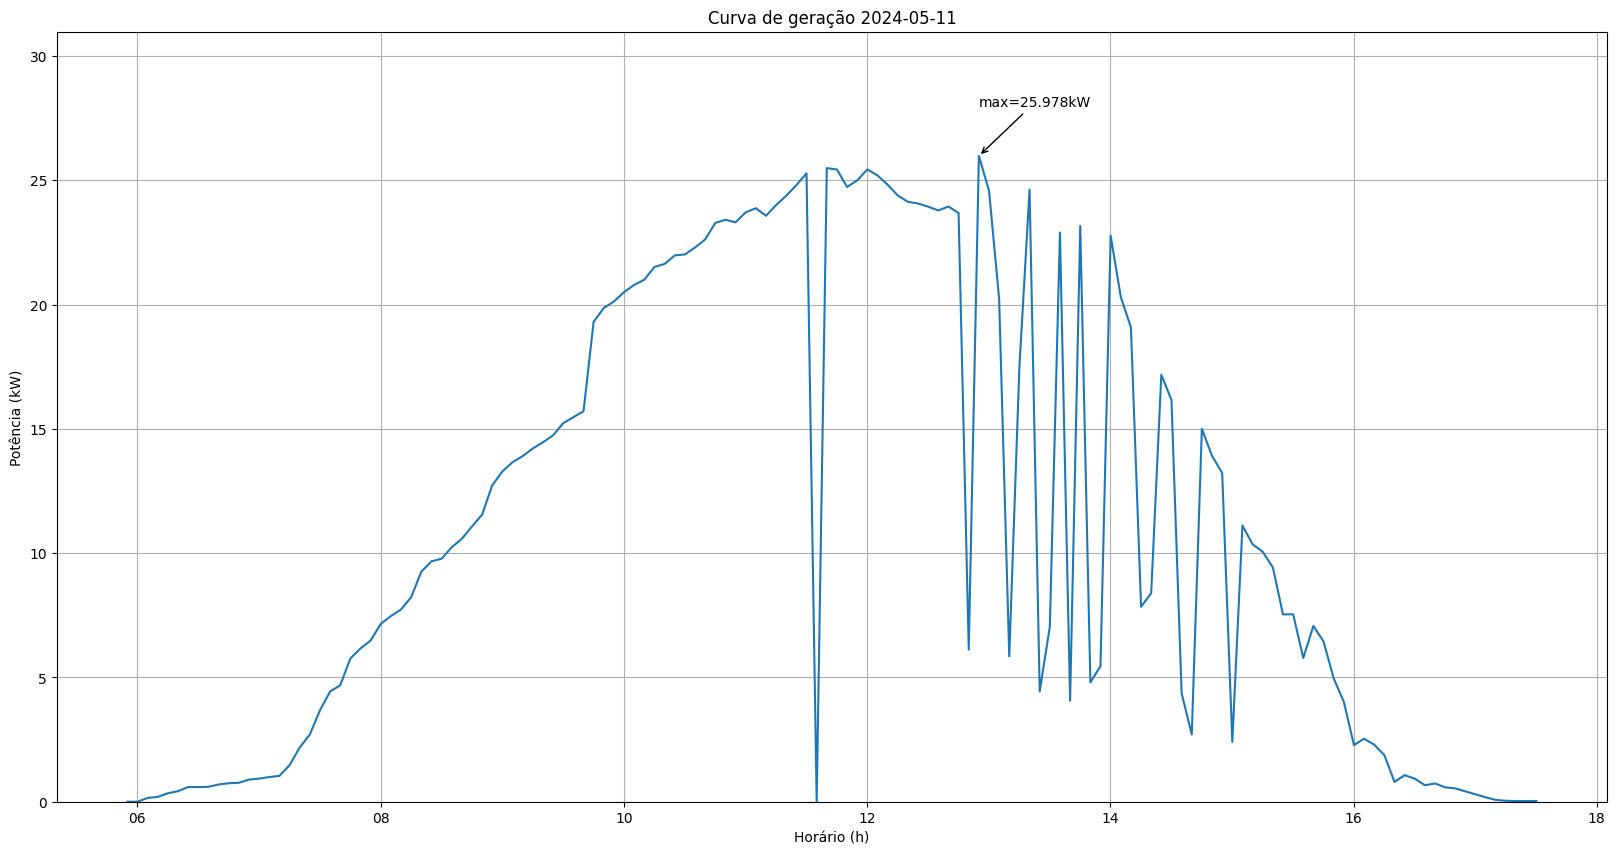 Curva de geração 2024-05-11
30
max=25.978kW
25
20
15
10
5
0
Potência (kW)
06 08 10 12 14 16 18
Horário (h)